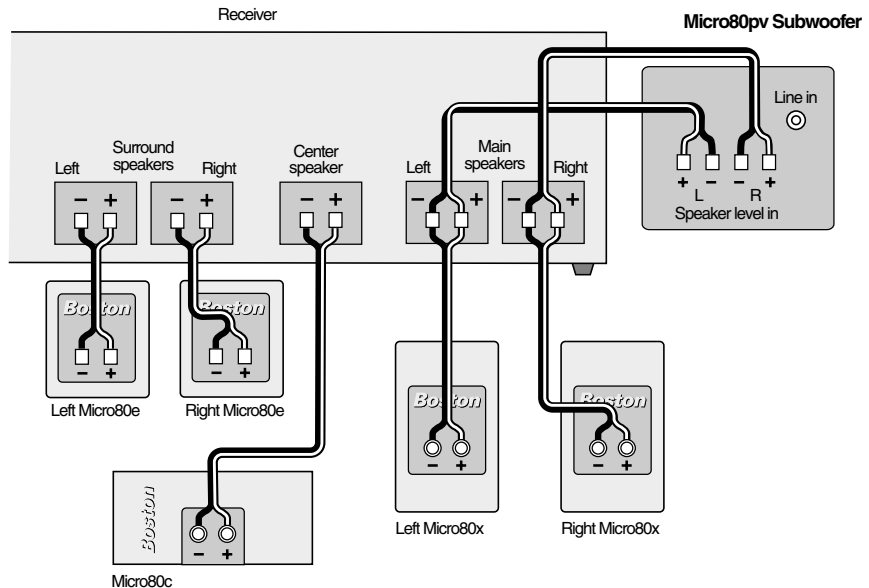 Receiver
Micro80pv Subwoofer
Line in
Surround speakers
Left
Right
Center speaker
Main speakers
Left
Right
− +
− +
− +
− +
− +
+ − − +
L R
Speaker level in
Boston
Boston
− +
− +
Left Micro80e
Right Micro80e
Boston
Boston
− +
− +
Left Micro80x
Right Micro80x
Boston
− +
Micro80c